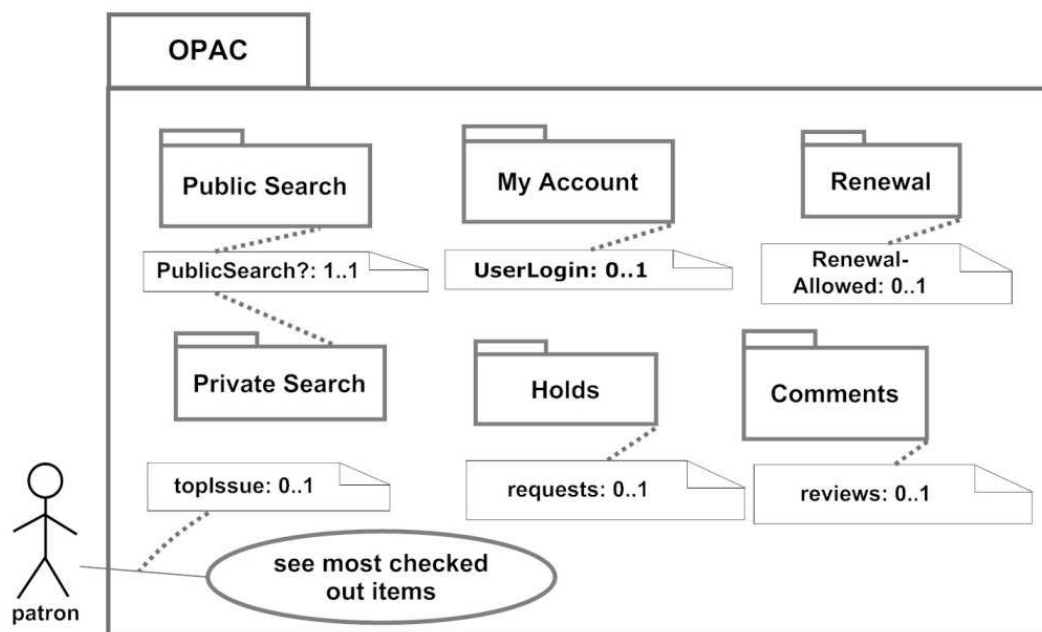 OPAC
Public Search
My Account
Renewal
PublicSearch?: 1..1
UserLogin: 0..1
Renewal-
Allowed: 0..1
Private Search
Holds
Comments
topIssue: 0..1
requests: 0..1
reviews: 0..1
see most checked
out items
patron